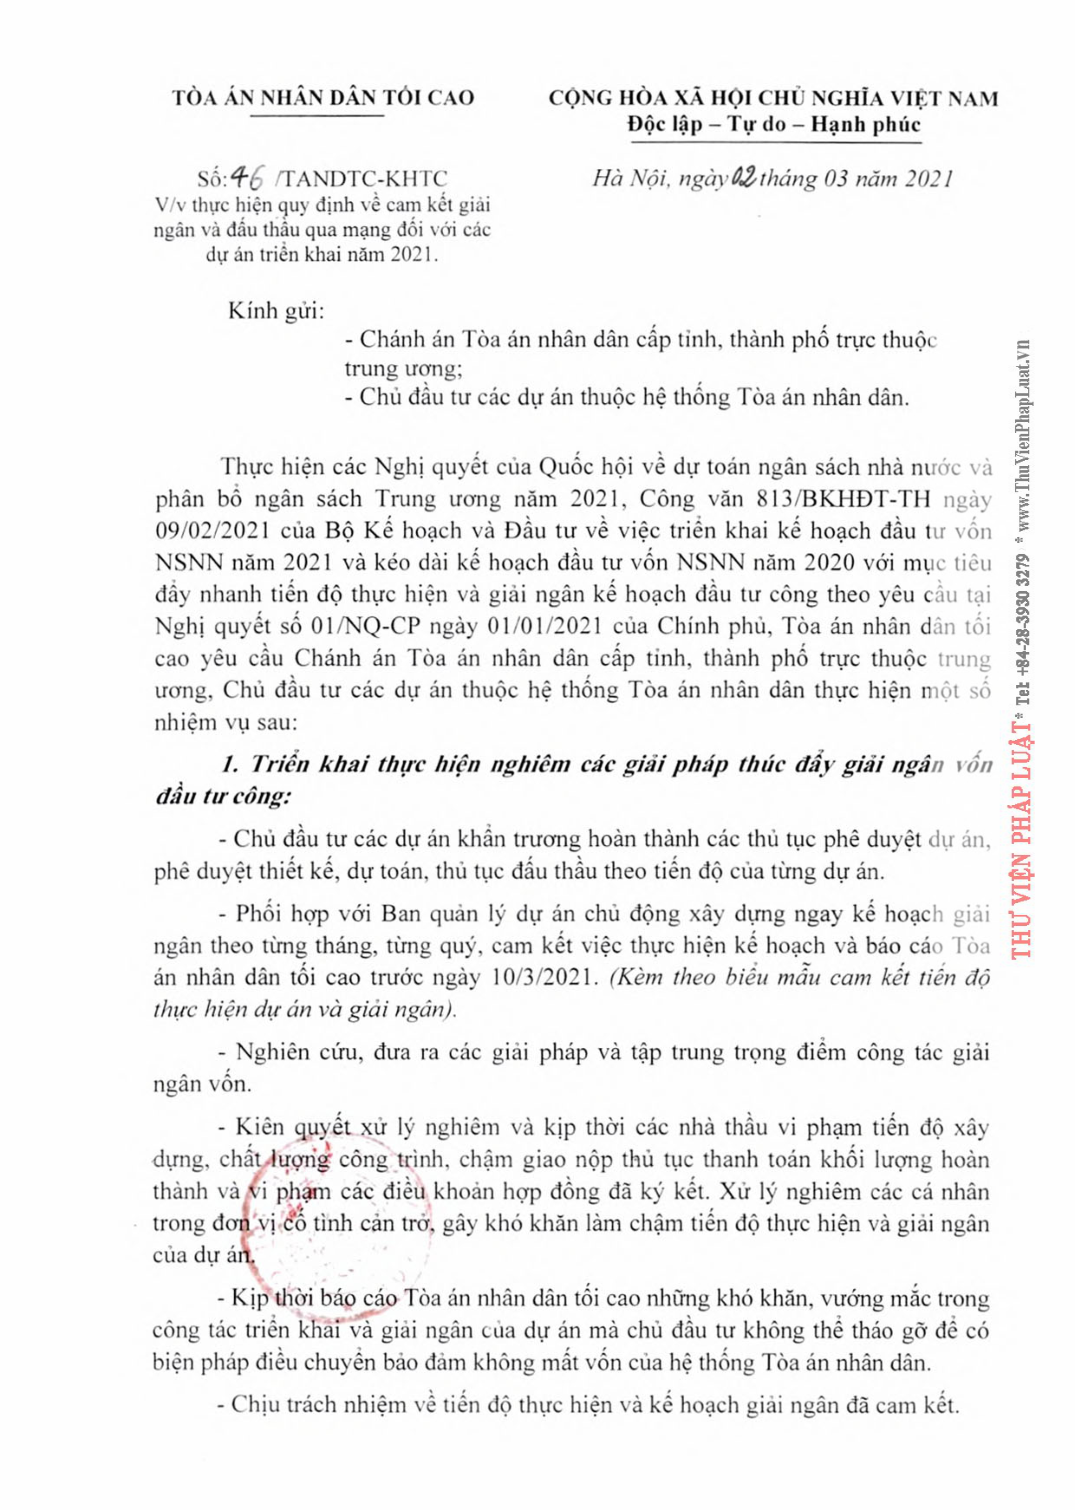 TÒA ÁN NHÂN DÂN TỐI CAO
CỘNG HÒA XÃ HỘI CHỦ NGHĨA VIỆT NAM
Độc lập – Tự do – Hạnh phúc
Số: 46 /TANDTC-KHTC
Hà Nội, ngày 02 tháng 03 năm 2021
V/v thực hiện quy định về cam kết giải
ngân và đấu thầu qua mạng đối với các
dự án triển khai năm 2021.
Kính gửi:
- Chánh án Tòa án nhân dân cấp tỉnh, thành phố trực thuộc
trung ương;
- Chủ đầu tư các dự án thuộc hệ thống Tòa án nhân dân.
Thực hiện các Nghị quyết của Quốc hội về dự toán ngân sách nhà nước và
phân bổ ngân sách Trung ương năm 2021, Công văn 813/BKHĐT-TH ngày
09/02/2021 của Bộ Kế hoạch và Đầu tư về việc triển khai kế hoạch đầu tư vốn
NSNN năm 2021 và kéo dài kế hoạch đầu tư vốn NSNN năm 2020 với mục tiêu
đẩy nhanh tiến độ thực hiện và giải ngân kế hoạch đầu tư công theo yêu cầu tại
Nghị quyết số 01/NQ-CP ngày 01/01/2021 của Chính phủ, Tòa án nhân dân tối
cao yêu cầu Chánh án Tòa án nhân dân cấp tỉnh, thành phố trực thuộc trung
ương, Chủ đầu tư các dự án thuộc hệ thống Tòa án nhân dân thực hiện một số
nhiệm vụ sau:
1. Triển khai thực hiện nghiêm các giải pháp thúc đẩy giải ngân vốn
đầu tư công:
- Chủ đầu tư các dự án khẩn trương hoàn thành các thủ tục phê duyệt dự án,
phê duyệt thiết kế, dự toán, thủ tục đấu thầu theo tiến độ của từng dự án.
- Phối hợp với Ban quản lý dự án chủ động xây dựng ngay kế hoạch giải
ngân theo từng tháng, từng quý, cam kết việc thực hiện kế hoạch và báo cáo Tòa
án nhân dân tối cao trước ngày 10/3/2021. (Kèm theo biểu mẫu cam kết tiến độ
thực hiện dự án và giải ngân).
- Nghiên cứu, đưa ra các giải pháp và tập trung trọng điểm công tác giải
ngân vốn.
- Kiên quyết xử lý nghiêm và kịp thời các nhà thầu vi phạm tiến độ xây
dựng, chất lượng công trình, chậm giao nộp thủ tục thanh toán khối lượng hoàn
thành và vi phạm các điều khoản hợp đồng đã ký kết. Xử lý nghiêm các cá nhân
trong đơn vị cố tình cản trở, gây khó khăn làm chậm tiến độ thực hiện và giải ngân
của dự án.
- Kịp thời báo cáo Tòa án nhân dân tối cao những khó khăn, vướng mắc trong
công tác triển khai và giải ngân của dự án mà chủ đầu tư không thể tháo gỡ để có
biện pháp điều chuyển bảo đảm không mất vốn của hệ thống Tòa án nhân dân.
- Chịu trách nhiệm về tiến độ thực hiện và kế hoạch giải ngân đã cam kết.
THƯ VIỆN PHÁP LUẬT * Tel: +84-28-3930 3279 * www.ThuVienPhapLuat.vn